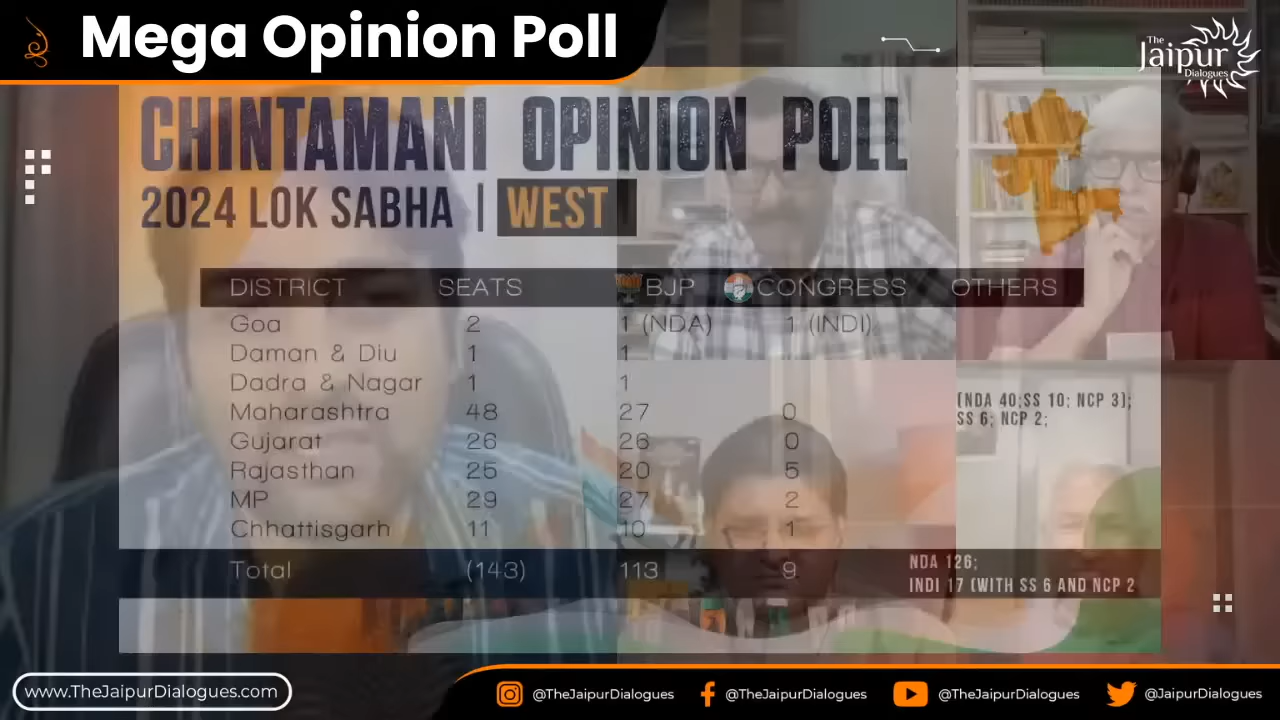 Mega Opinion Poll
The
Jaipur
Dialogues
CHINTAMANI OPINION POLL
2024 LOK SABHA | WEST
DISTRICT SEATS BJP CONGRESS OTHERS
Goa 2 1 (NDA) 1 (INDI)
Daman & Diu 1 1
Dadra & Nagar 1 1
Maharashtra 48 27 0 (NDA 40;SS 10; NCP 3);
SS 6; NCP 2;
Gujarat 26 26 0
Rajasthan 25 20 5
MP 29 27 2
Chhattisgarh 11 10 1
Total (143) 113 9 NDA 126;
INDI 17 (WITH SS 6 AND NCP 2
www.TheJaipurDialogues.com @TheJaipurDialogues @TheJaipurDialogues @TheJaipurDialogues @JaipurDialogues